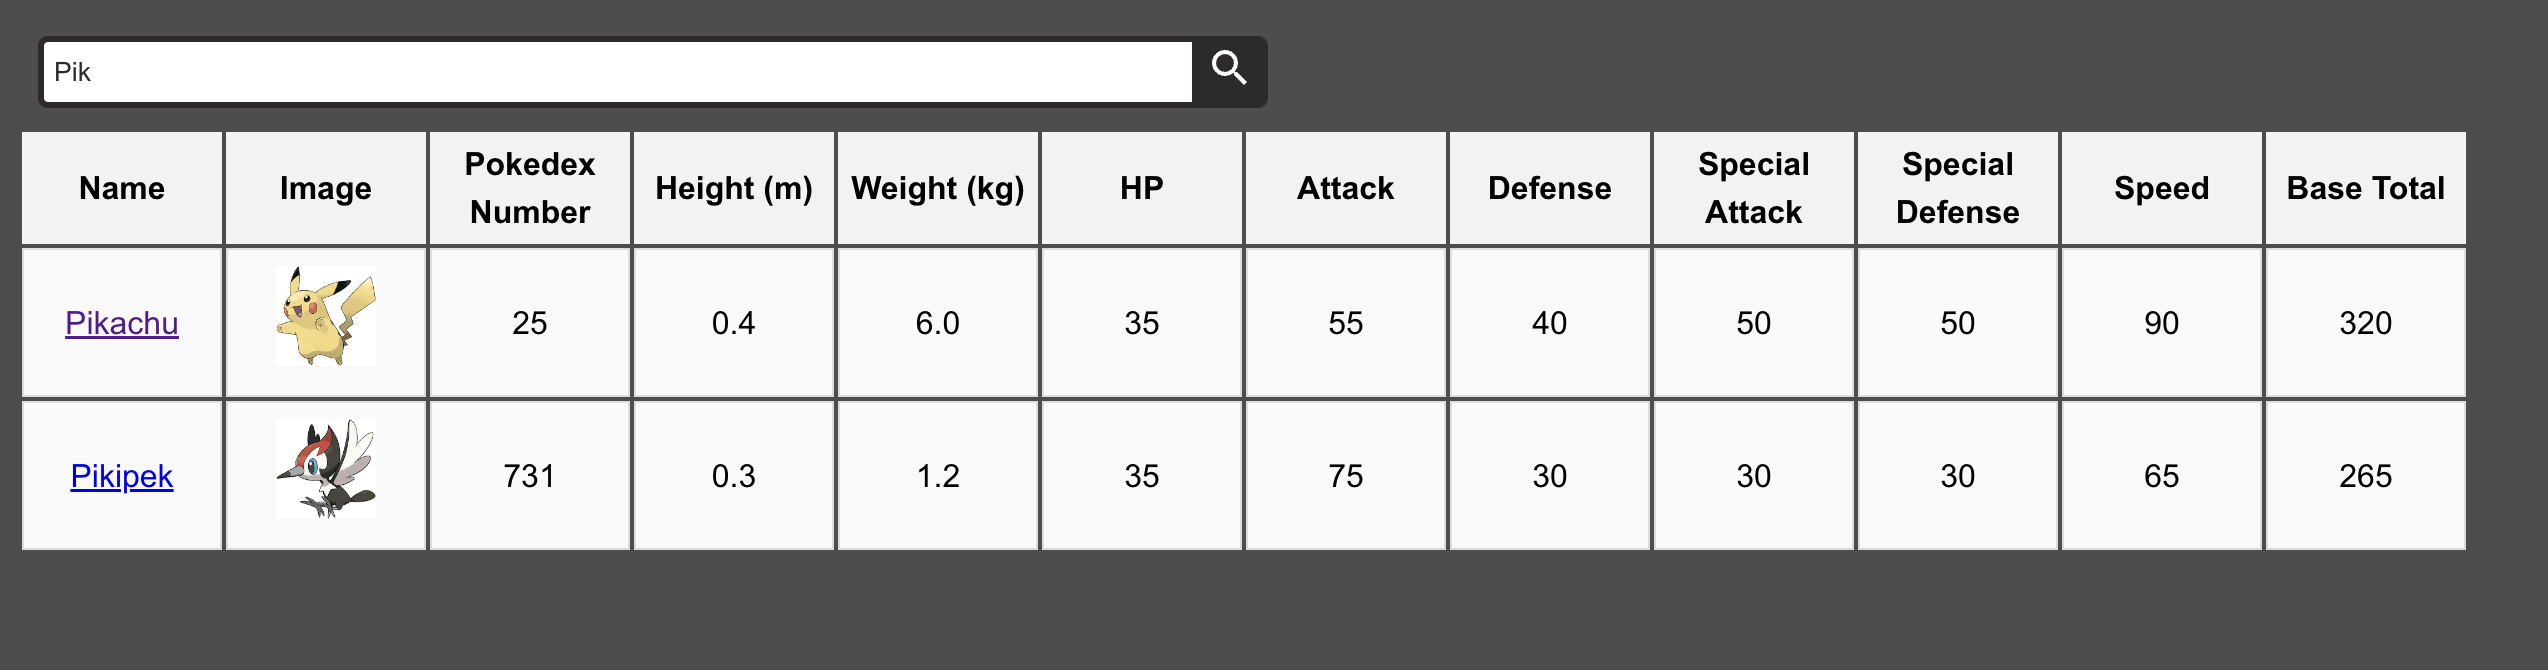 Pik
Name Image Pokedex Number Height (m) Weight (kg) HP Attack Defense Special Attack Special Defense Speed Base Total
Pikachu 25 0.4 6.0 35 55 40 50 50 90 320
Pikipek 731 0.3 1.2 35 75 30 30 30 65 265